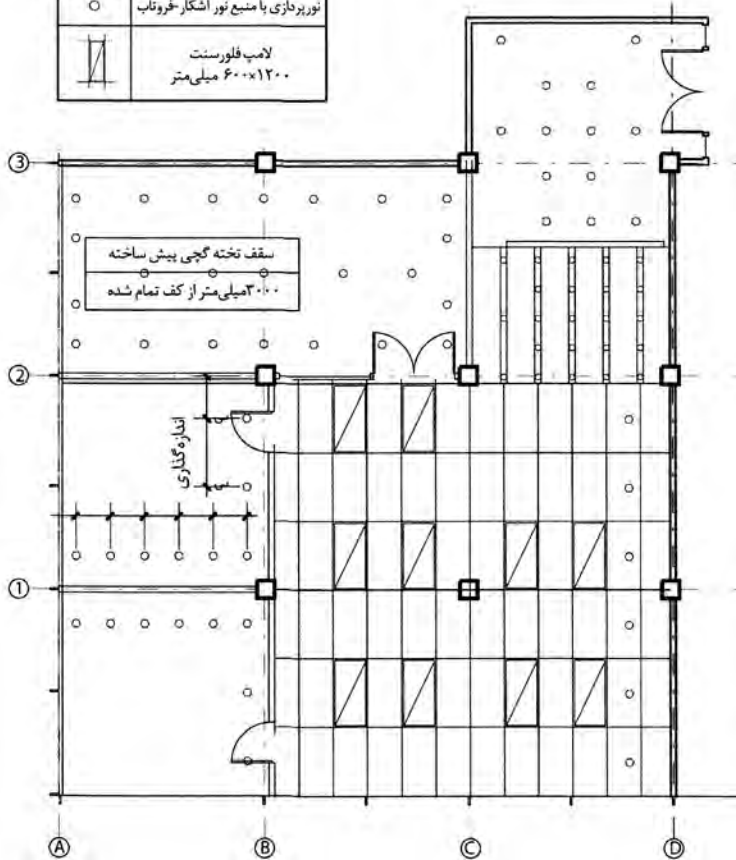 نورپردازی با منبع نور آشکار-فروتاب
لامپ فلورسنت
۶۰۰×۱۲۰۰ میلی‌متر
3
سقف تخته گچی پیش ساخته
۳۰۰۰میلی‌متر از کف تمام شده
2
اندازه‌گذاری
1
A
B
C
D